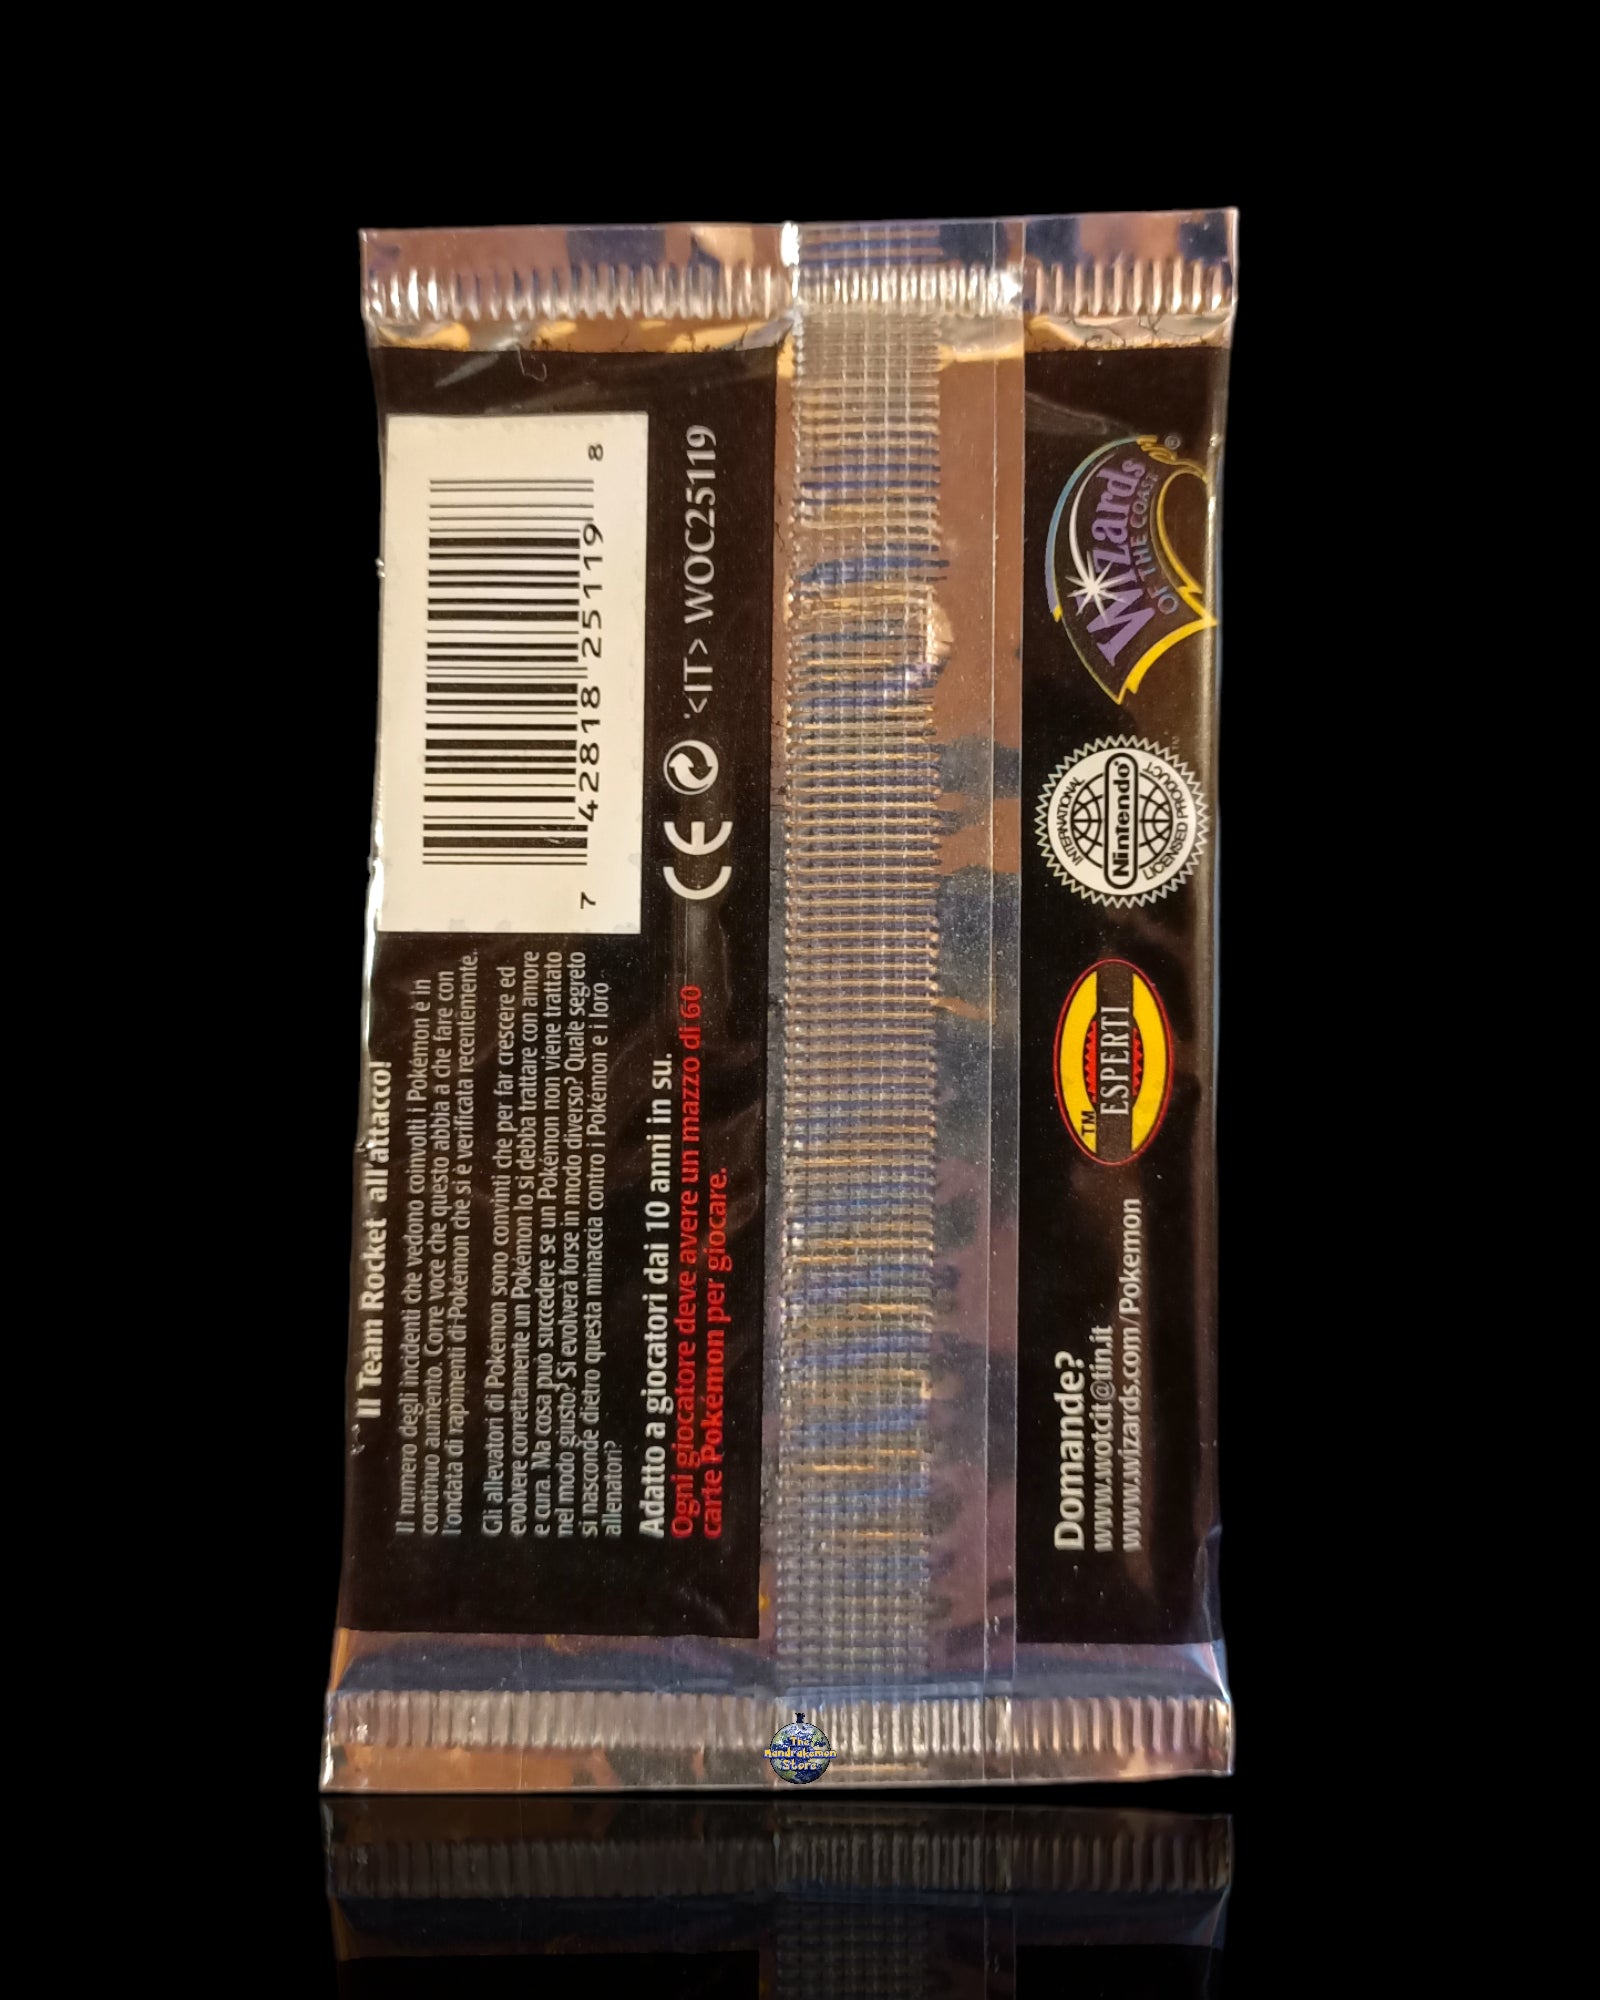 Il Team Rocket all'attacco!
Il numero degli incidenti che vedono coinvolti i Pokémon è in
continuo aumento. Corre voce che questo abbia a che fare con
l'ondata di rapimenti di Pokémon che si è verificata recentemente.
Gli allevatori di Pokémon sono convinti che per far crescere ed
evolvere correttamente un Pokémon lo si debba trattare con amore
e cura. Ma cosa può succedere se un Pokémon non viene trattato
nel modo giusto? Si evolverà forse in modo diverso? Quale segreto
si nasconde dietro questa minaccia contro i Pokémon e i loro
allenatori?
Adatto a giocatori dai 10 anni in su.
Ogni giocatore deve avere un mazzo di 60
carte Pokémon per giocare.
7 42818 25119 8
CE <IT> WOC25119
Domande?
www.wotcit@tin.it
www.wizards.com/Pokemon
TM
ESPERTI
INTERNATIONAL
Nintendo®
LICENSED PRODUCT
TM
Wizards
OF THE COAST
®
The
Mandrakemon
Store